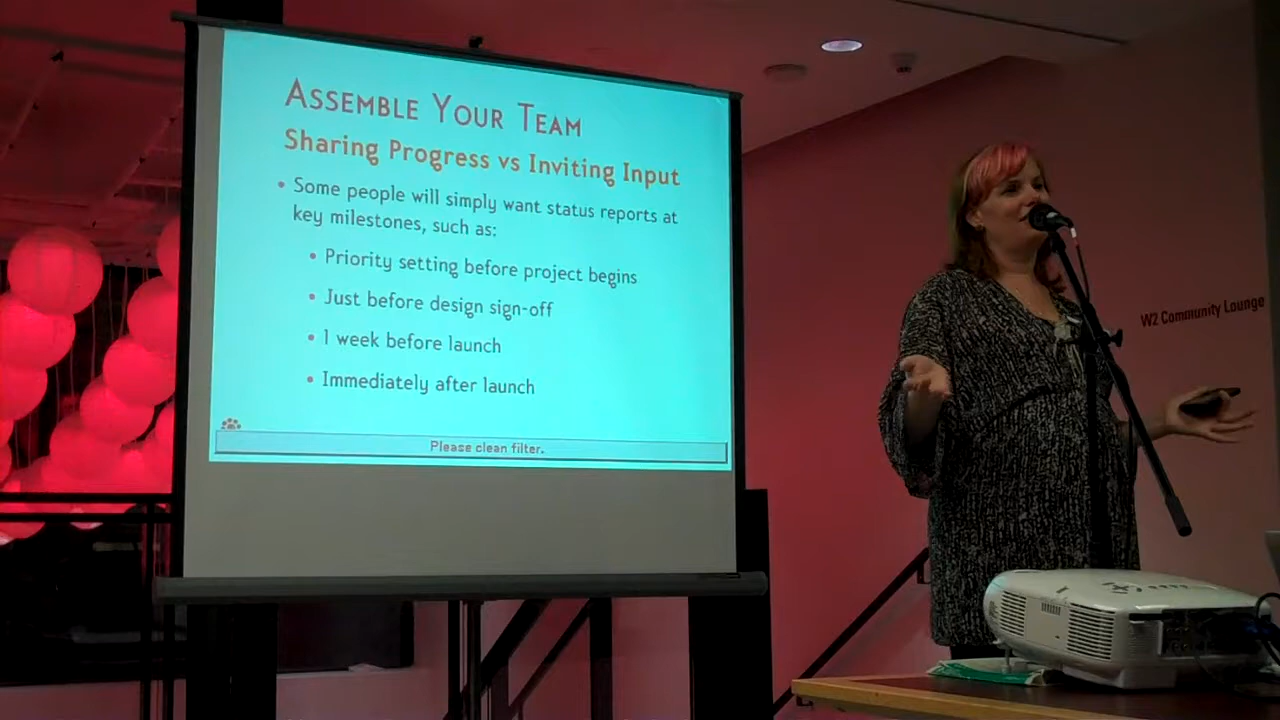 ASSEMBLE YOUR TEAM
Sharing Progress vs Inviting Input
• Some people will simply want status reports at
key milestones, such as:
• Priority setting before project begins
• Just before design sign-off
• 1 week before launch
• Immediately after launch
Please clean filter.
W2 Community Lounge